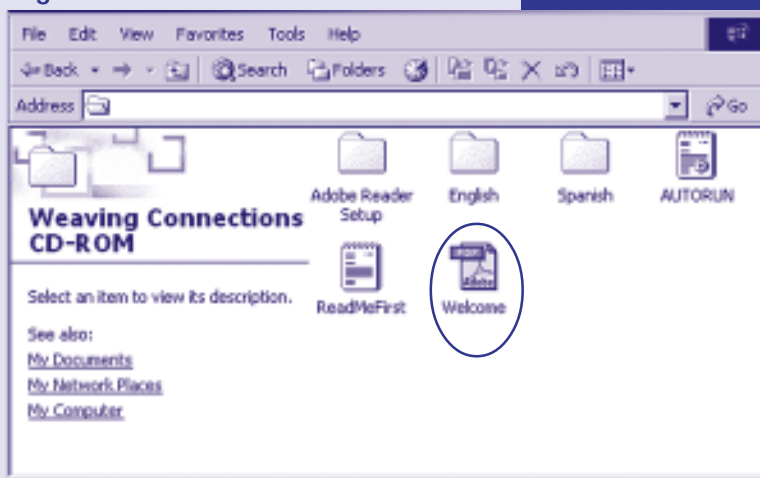 File Edit View Favorites Tools Help
Back Search Folders
Address Go
Weaving Connections
CD-ROM
Select an item to view its description.
See also:
My Documents
My Network Places
My Computer
Adobe Reader
Setup
English
Spanish
AUTORUN
ReadMeFirst
Welcome
Adobe